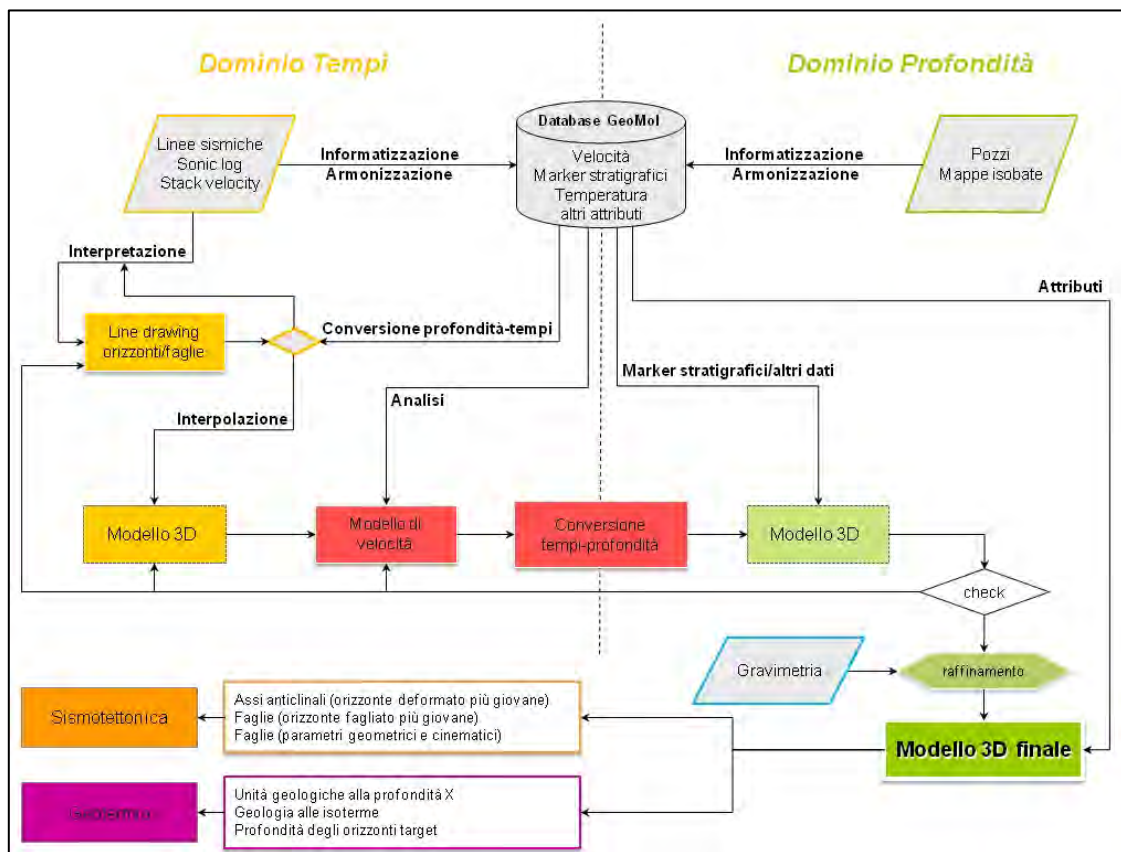 Dominio Tempi
Dominio Profondità
Linee sismiche
Sonic log
Stack velocity
Informatizzazione
Armonizzazione
Database GeoMol
Velocità
Marker stratigrafici
Temperatura
altri attributi
Informatizzazione
Armonizzazione
Pozzi
Mappe isobate
Interpretazione
Attributi
Line drawing
orizzonti/faglie
Conversione profondità-tempi
Marker stratigrafici/altri dati
Analisi
Interpolazione
Modello 3D
Modello di
velocità
Conversione
tempi-profondità
Modello 3D
check
Gravimetria
raffinamento
Sismotettonica
Assi anticlinali (orizzonte deformato più giovane)
Faglie (orizzonte fagliato più giovane)
Faglie (parametri geometrici e cinematici)
Modello 3D finale
Geotermia
Unità geologiche alla profondità X
Geologia alle isoterme
Profondità degli orizzonti target